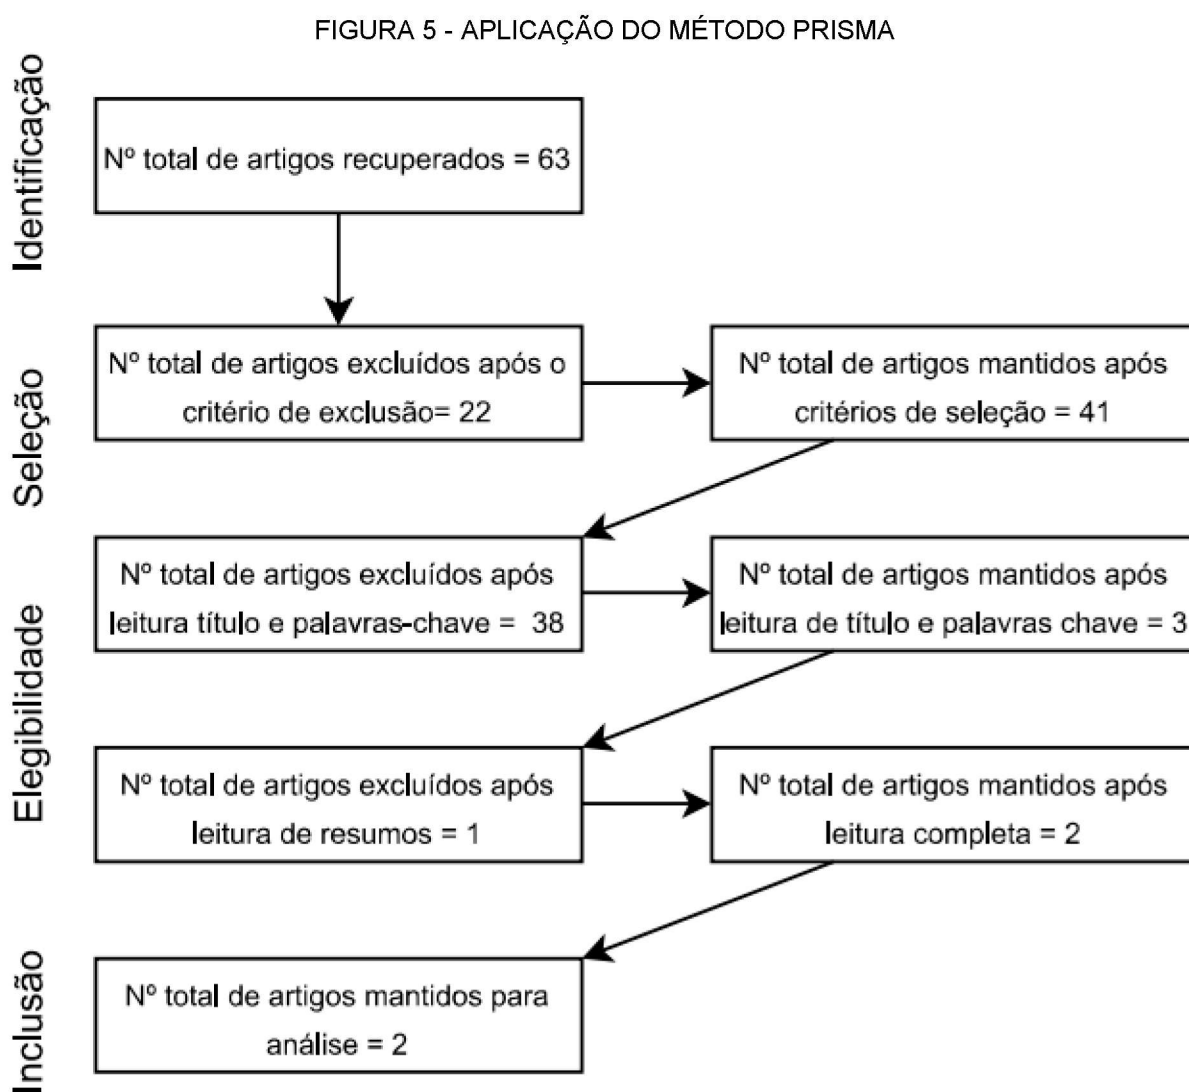 FIGURA 5 - APLICAÇÃO DO MÉTODO PRISMA
Identificação
Nº total de artigos recuperados = 63
Seleção
Nº total de artigos excluídos após o
critério de exclusão= 22
Nº total de artigos mantidos após
critérios de seleção = 41
Elegibilidade
Nº total de artigos excluídos após
leitura título e palavras-chave = 38
Nº total de artigos mantidos após
leitura de título e palavras chave = 3
Nº total de artigos excluídos após
leitura de resumos = 1
Nº total de artigos mantidos após
leitura completa = 2
Inclusão
Nº total de artigos mantidos para
análise = 2